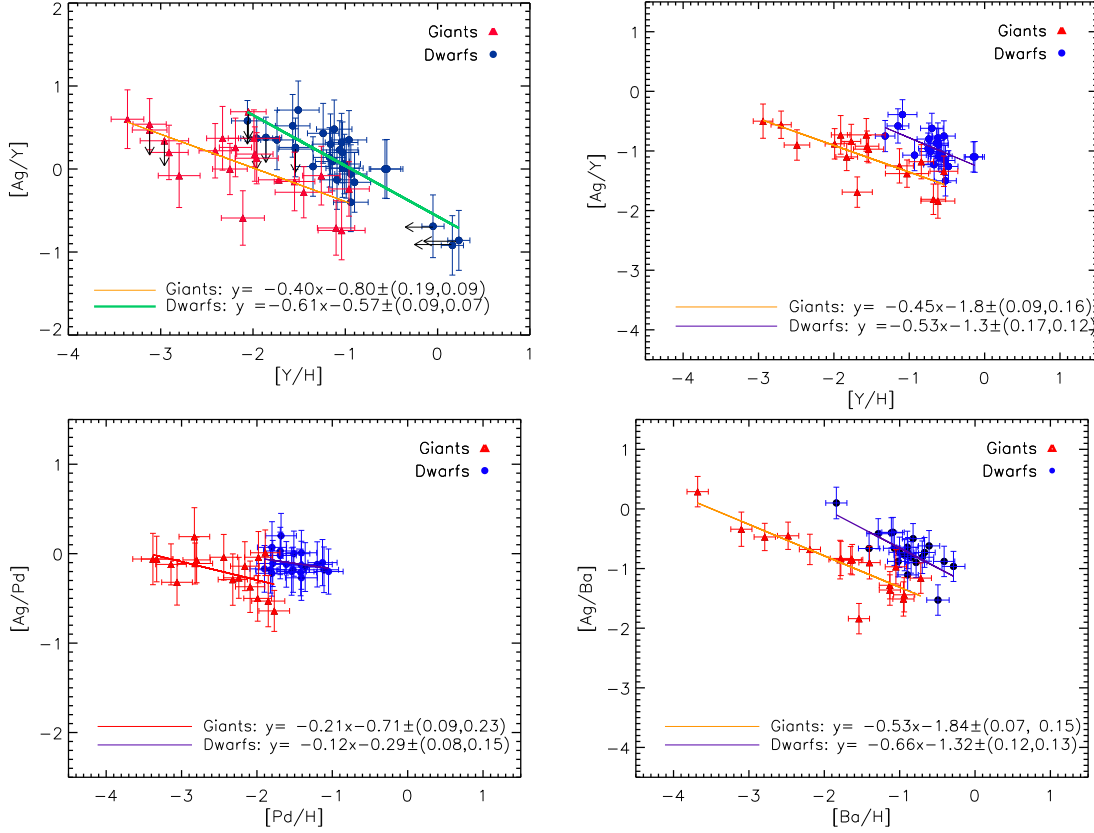 Giants
Dwarfs
[Ag/Y]
2
1
0
−1
−2
Giants: y= −0.40x−0.80±(0.19,0.09)
Dwarfs: y =−0.61x−0.57±(0.09,0.07)
−4 −3 −2 −1 0 1
[Y/H]
Giants
Dwarfs
[Ag/Y]
1
0
−1
−2
−3
−4
Giants: y= −0.45x−1.8±(0.09,0.16)
Dwarfs: y =−0.53x−1.3±(0.17,0.12)
−4 −3 −2 −1 0 1
[Y/H]
Giants
Dwarfs
[Ag/Pd]
1
0
−1
−2
Giants: y= −0.21x−0.71±(0.09,0.23)
Dwarfs: y= −0.12x−0.29±(0.08,0.15)
−4 −3 −2 −1 0 1
[Pd/H]
Giants
Dwarfs
[Ag/Ba]
1
0
−1
−2
−3
−4
Giants: y= −0.53x−1.84±(0.07, 0.15)
Dwarfs: y= −0.66x−1.32±(0.12,0.13)
−4 −3 −2 −1 0 1
[Ba/H]